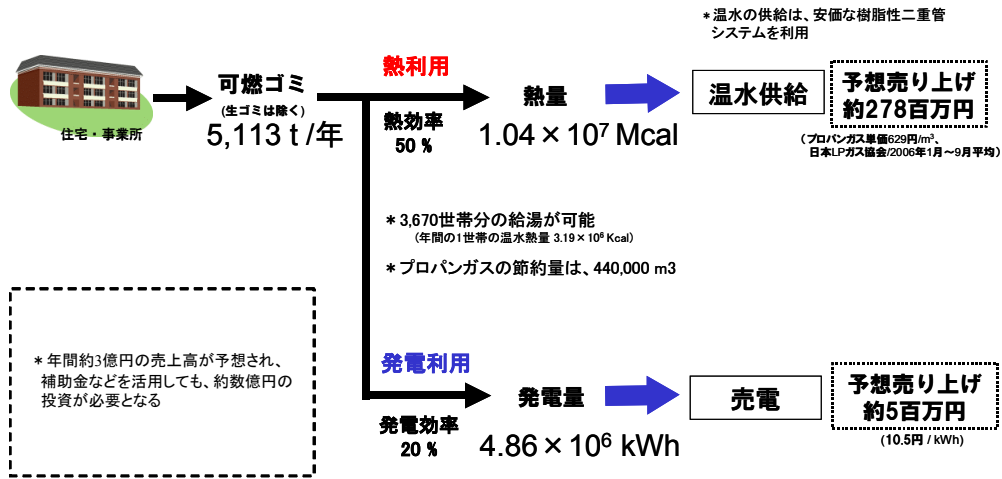 ＊温水の供給は、安価な樹脂性二重管
システムを利用
住宅・事業所
可燃ゴミ
(生ゴミは除く)
5,113 t /年
熱利用
熱効率
50 %
熱量
1.04×10⁷ Mcal
温水供給
予想売り上げ
約278百万円
(プロパンガス単価629円/m³、
日本LPガス協会/2006年1月～9月平均)
＊3,670世帯分の給湯が可能
(年間の1世帯の温水熱量 3.19×10⁶ Kcal)
＊プロパンガスの節約量は、440,000 m3
＊年間約3億円の売上高が予想され、
補助金などを活用しても、約数億円の
投資が必要となる
発電利用
発電効率
20 %
発電量
4.86×10⁶ kWh
売電
予想売り上げ
約5百万円
(10.5円 / kWh)